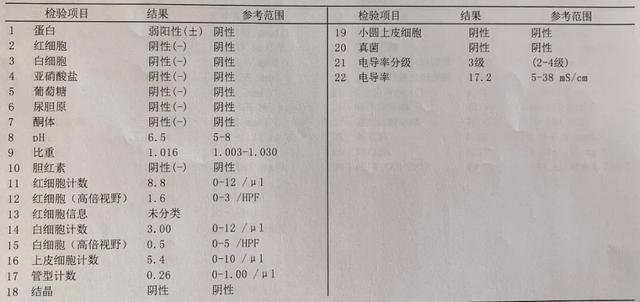 检验项目 结果 参考范围
1 蛋白 弱阳性(±) 阴性
2 红细胞 阴性(-) 阴性
3 白细胞 阴性(-) 阴性
4 亚硝酸盐 阴性(-) 阴性
5 葡萄糖 阴性(-) 阴性
6 尿胆原 阴性(-) 阴性
7 酮体 阴性(-) 阴性
8 pH 6.5 5-8
9 比重 1.016 1.003-1.030
10 胆红素 阴性(-) 阴性
11 红细胞计数 8.8 0-12 /μl
12 红细胞(高倍视野) 1.6 0-3 /HPF
13 红细胞信息 未分类
14 白细胞计数 3.00 0-12 /μl
15 白细胞(高倍视野) 0.5 0-5 /HPF
16 上皮细胞计数 5.4 0-10 /μl
17 管型计数 0.26 0-1.00 /μl
18 结晶 阴性 阴性
检验项目 结果 参考范围
19 小圆上皮细胞 阴性 阴性
20 真菌 阴性 阴性
21 电导率分级 3级 (2-4级)
22 电导率 17.2 5-38 mS/cm